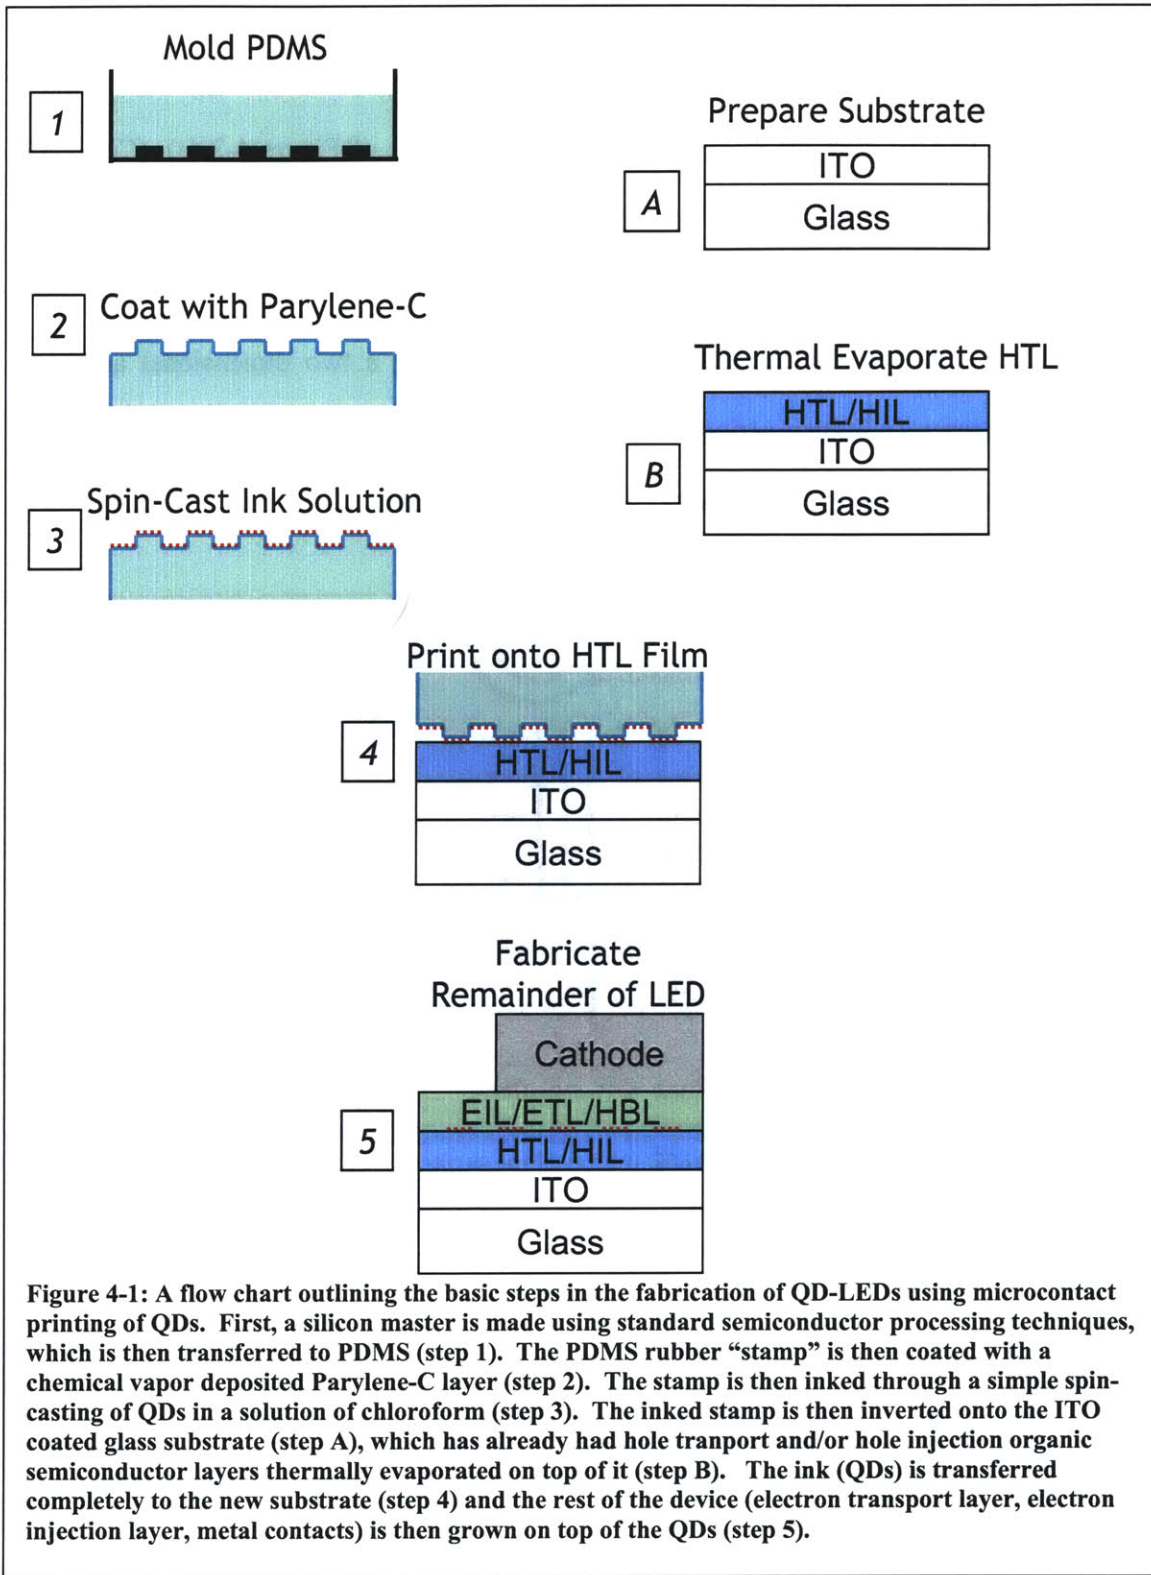 Mold PDMS
1
2
Coat with Parylene-C
3
Spin-Cast Ink Solution
Prepare Substrate
A
ITO
Glass
Thermal Evaporate HTL
B
HTL/HIL
ITO
Glass
Print onto HTL Film
4
HTL/HIL
ITO
Glass
Fabricate
Remainder of LED
5
Cathode
EIL/ETL/HBL
HTL/HIL
ITO
Glass
Figure 4-1: A flow chart outlining the basic steps in the fabrication of QD-LEDs using microcontact
printing of QDs. First, a silicon master is made using standard semiconductor processing techniques,
which is then transferred to PDMS (step 1). The PDMS rubber “stamp” is then coated with a
chemical vapor deposited Parylene-C layer (step 2). The stamp is then inked through a simple spin-
casting of QDs in a solution of chloroform (step 3). The inked stamp is then inverted onto the ITO
coated glass substrate (step A), which has already had hole tranport and/or hole injection organic
semiconductor layers thermally evaporated on top of it (step B). The ink (QDs) is transferred
completely to the new substrate (step 4) and the rest of the device (electron transport layer, electron
injection layer, metal contacts) is then grown on top of the QDs (step 5).